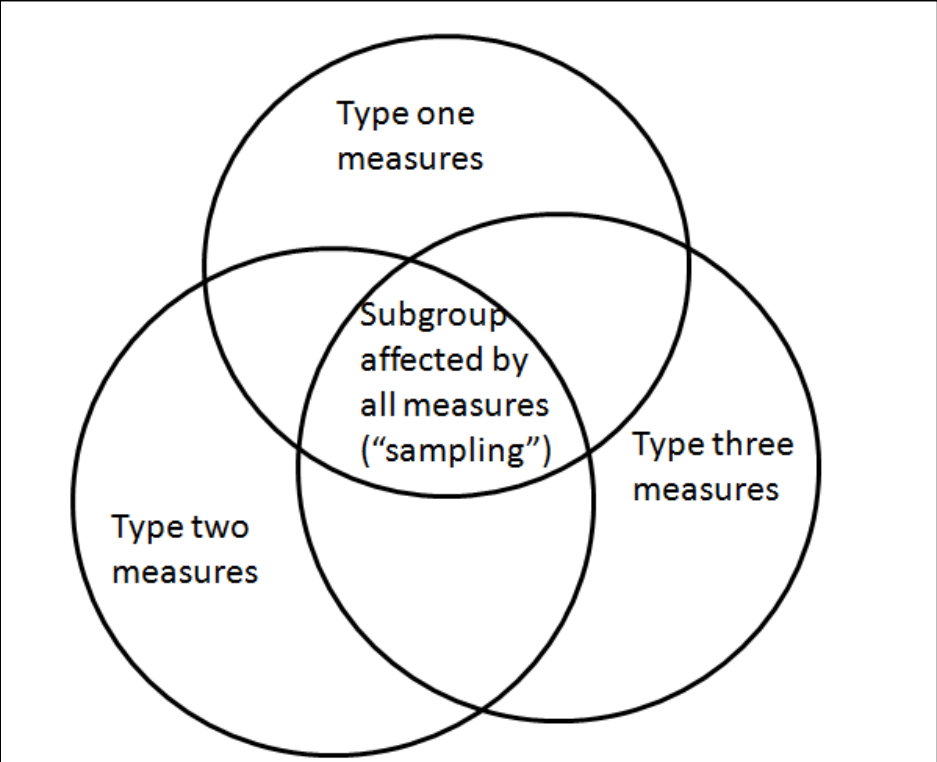 Type one
measures
Subgroup
affected by
all measures
(“sampling”)
Type three
measures
Type two
measures